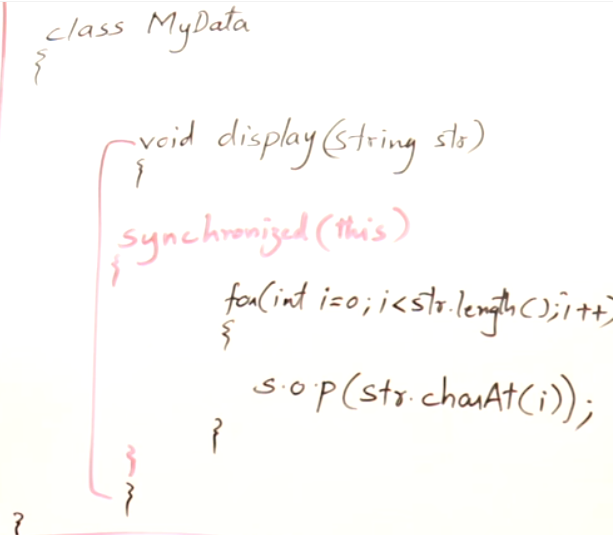 class MyData
{
void display(string str)
{
synchronized(this)
{
for(int i=0;i<str.length();i++)
{
s.o.p(str.charAt(i));
}
}
}
}